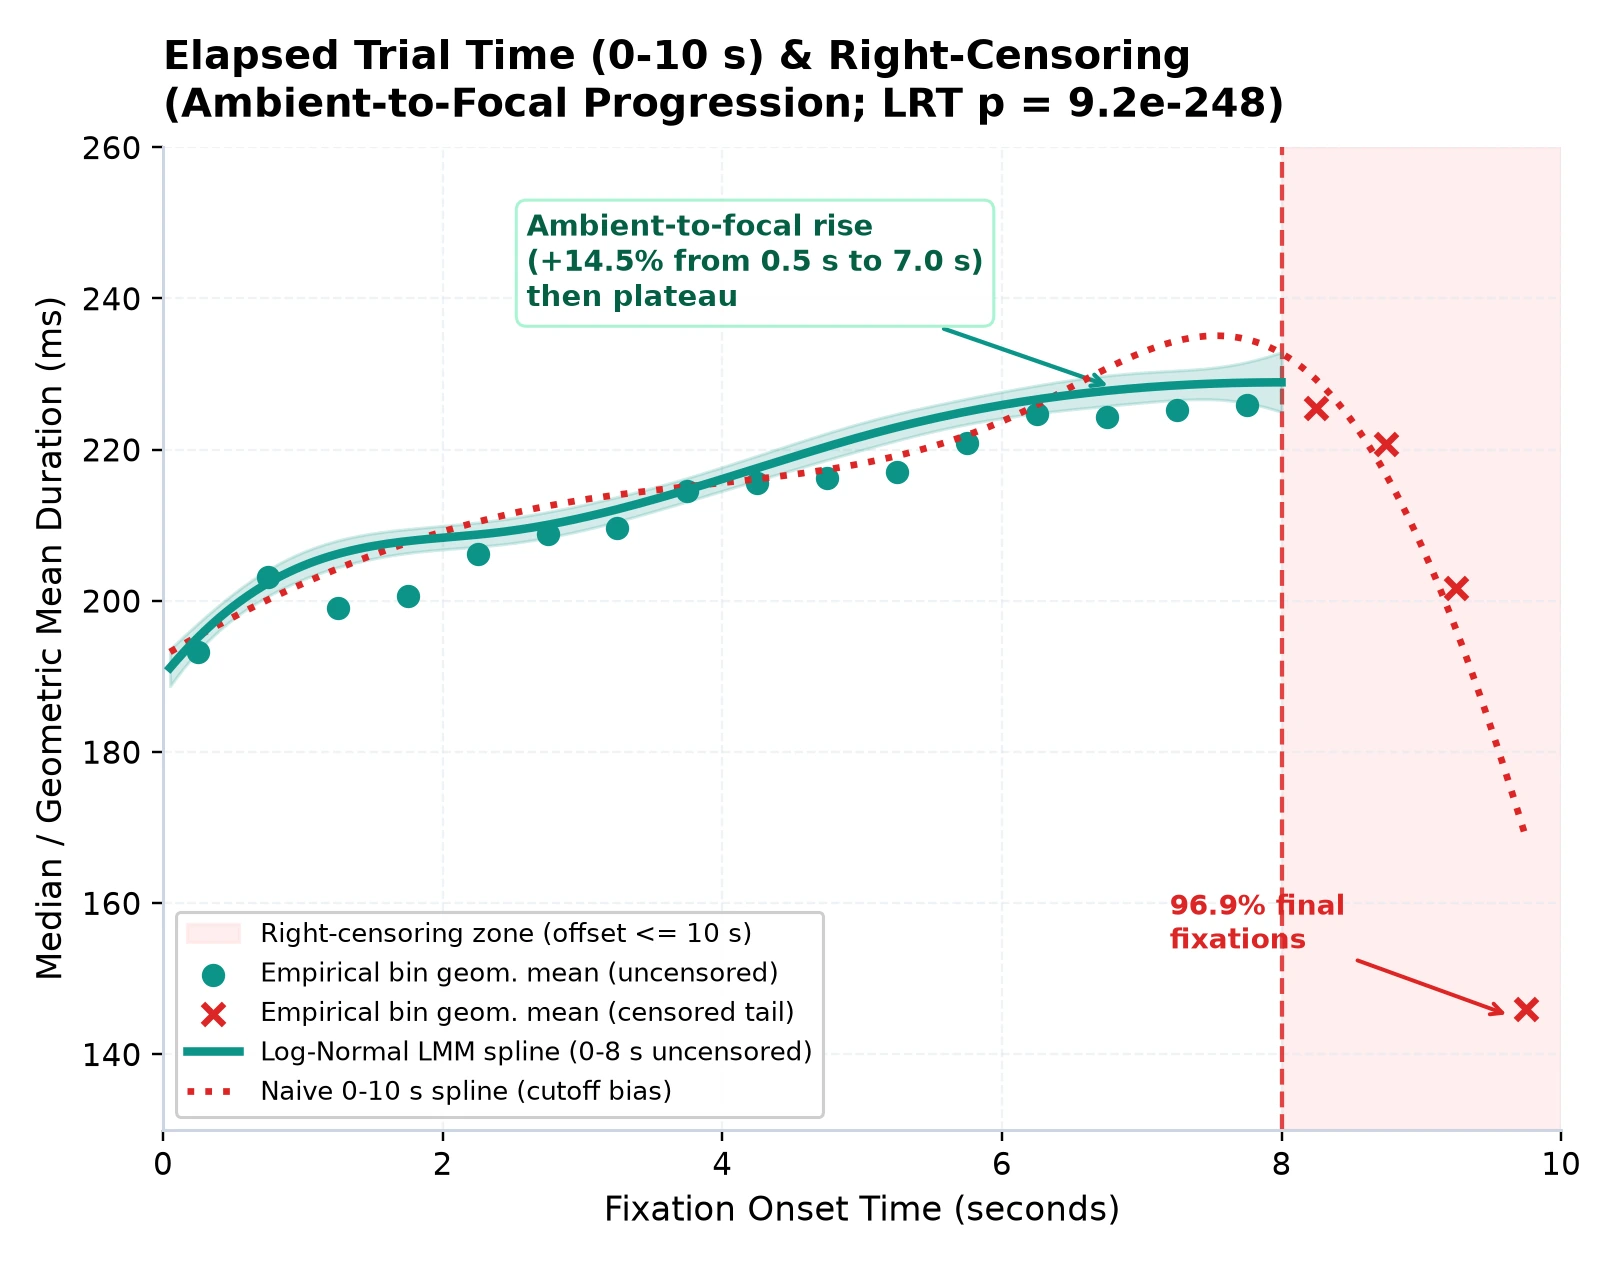 Elapsed Trial Time (0-10 s) & Right-Censoring
(Ambient-to-Focal Progression; LRT p = 9.2e-248)
Median / Geometric Mean Duration (ms)
260
240
220
200
180
160
140
Ambient-to-focal rise
(+14.5% from 0.5 s to 7.0 s)
then plateau
96.9% final
fixations
Right-censoring zone (offset <= 10 s)
Empirical bin geom. mean (uncensored)
Empirical bin geom. mean (censored tail)
Log-Normal LMM spline (0-8 s uncensored)
Naive 0-10 s spline (cutoff bias)
0 2 4 6 8 10
Fixation Onset Time (seconds)